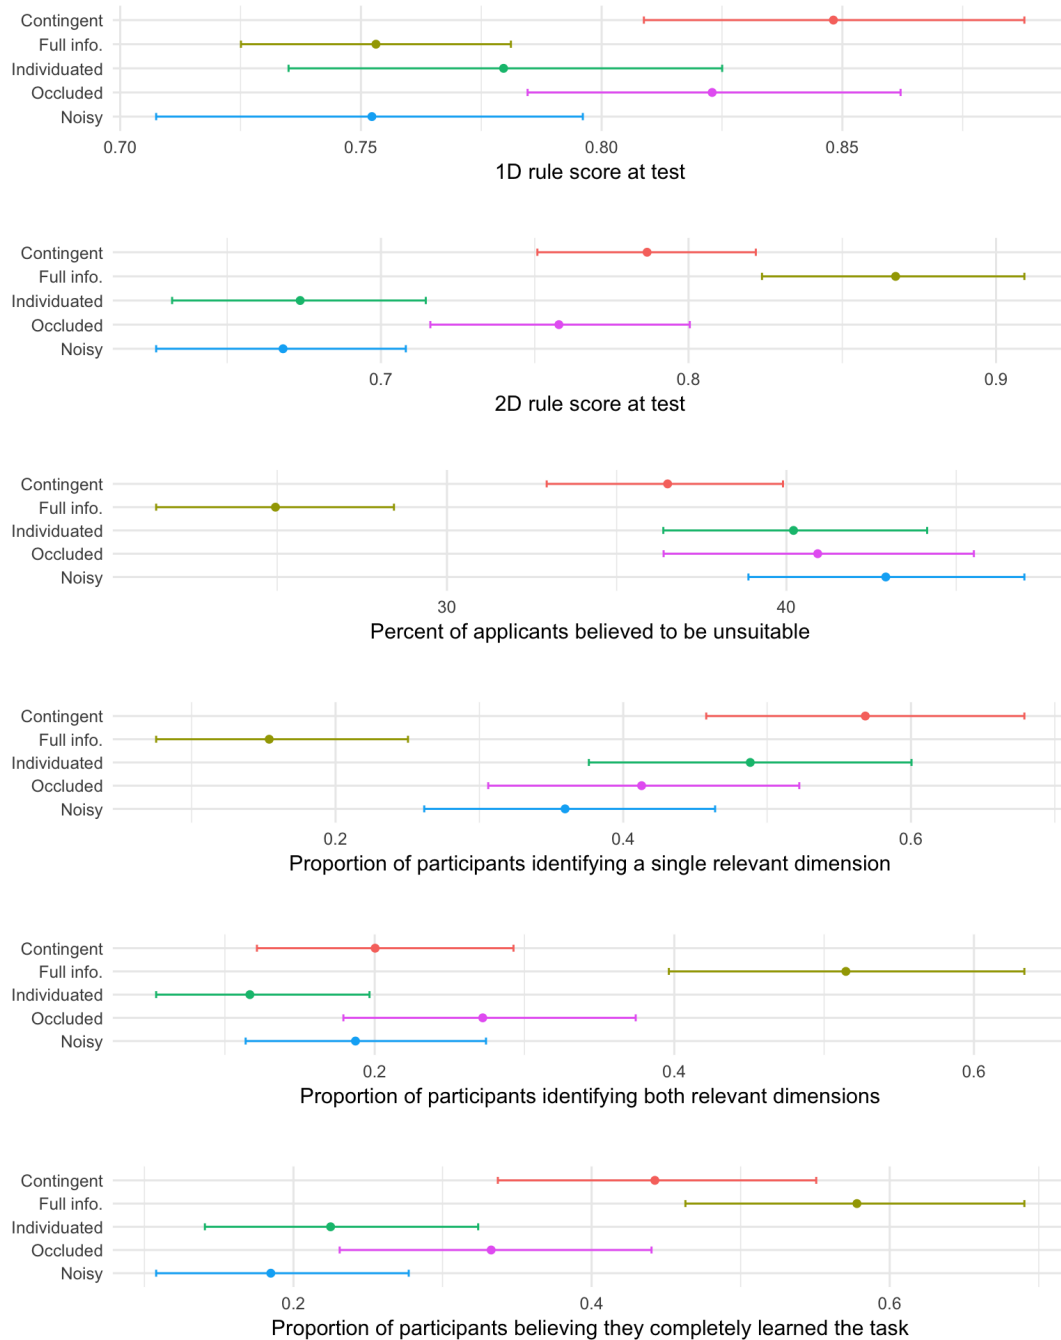 Contingent
Full info.
Individuated
Occluded
Noisy
0.70 0.75 0.80 0.85
1D rule score at test
Contingent
Full info.
Individuated
Occluded
Noisy
0.7 0.8 0.9
2D rule score at test
Contingent
Full info.
Individuated
Occluded
Noisy
30 40
Percent of applicants believed to be unsuitable
Contingent
Full info.
Individuated
Occluded
Noisy
0.2 0.4 0.6
Proportion of participants identifying a single relevant dimension
Contingent
Full info.
Individuated
Occluded
Noisy
0.2 0.4 0.6
Proportion of participants identifying both relevant dimensions
Contingent
Full info.
Individuated
Occluded
Noisy
0.2 0.4 0.6
Proportion of participants believing they completely learned the task